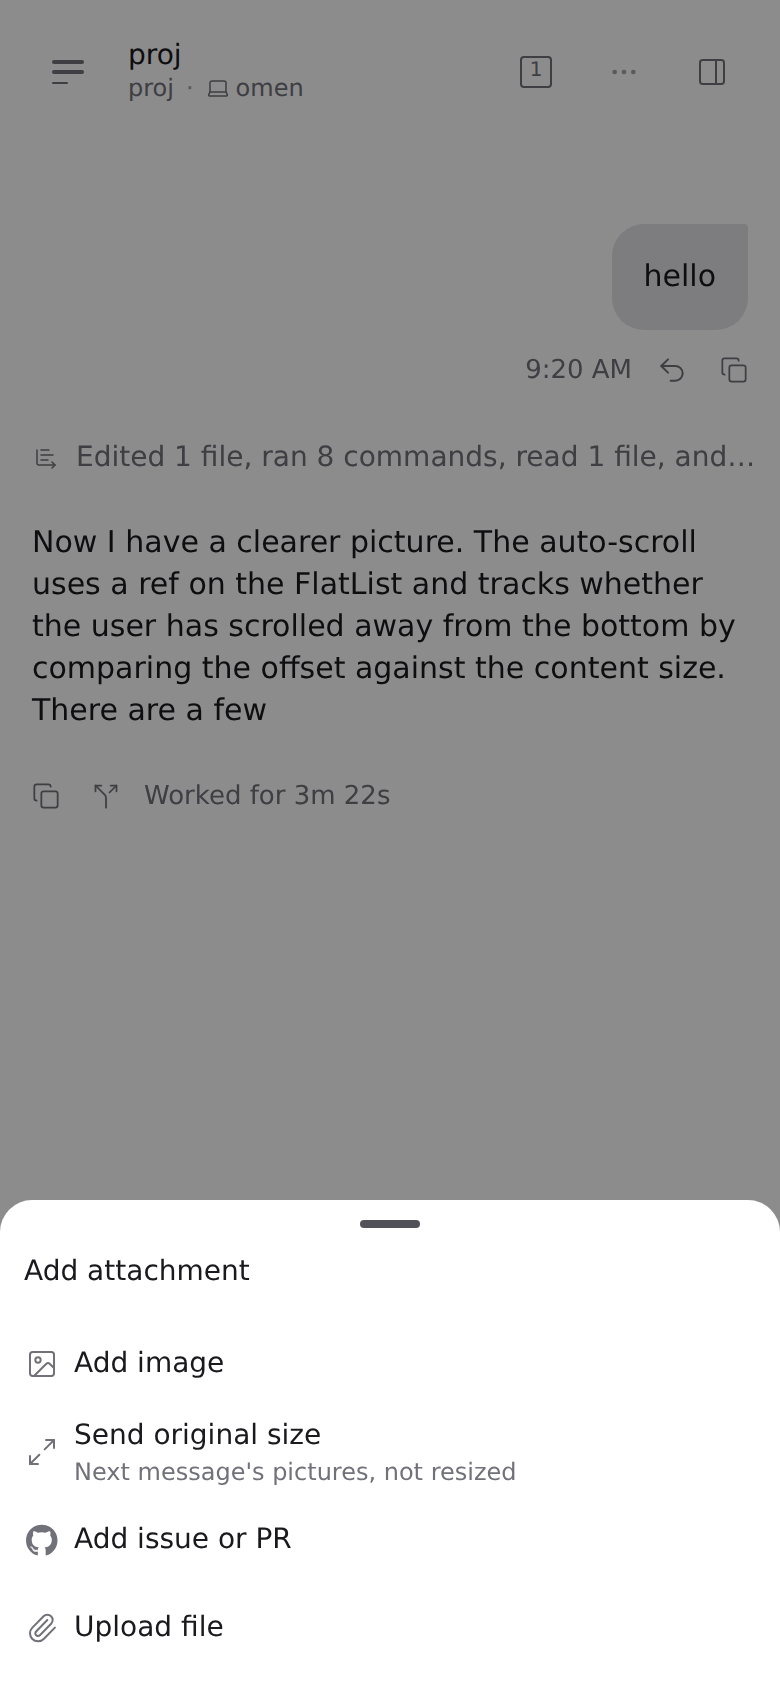 proj
proj · omen
1
hello
9:20 AM
Edited 1 file, ran 8 commands, read 1 file, and...
Now I have a clearer picture. The auto-scroll
uses a ref on the FlatList and tracks whether
the user has scrolled away from the bottom by
comparing the offset against the content size.
There are a few
Worked for 3m 22s
Add attachment
Add image
Send original size
Next message's pictures, not resized
Add issue or PR
Upload file